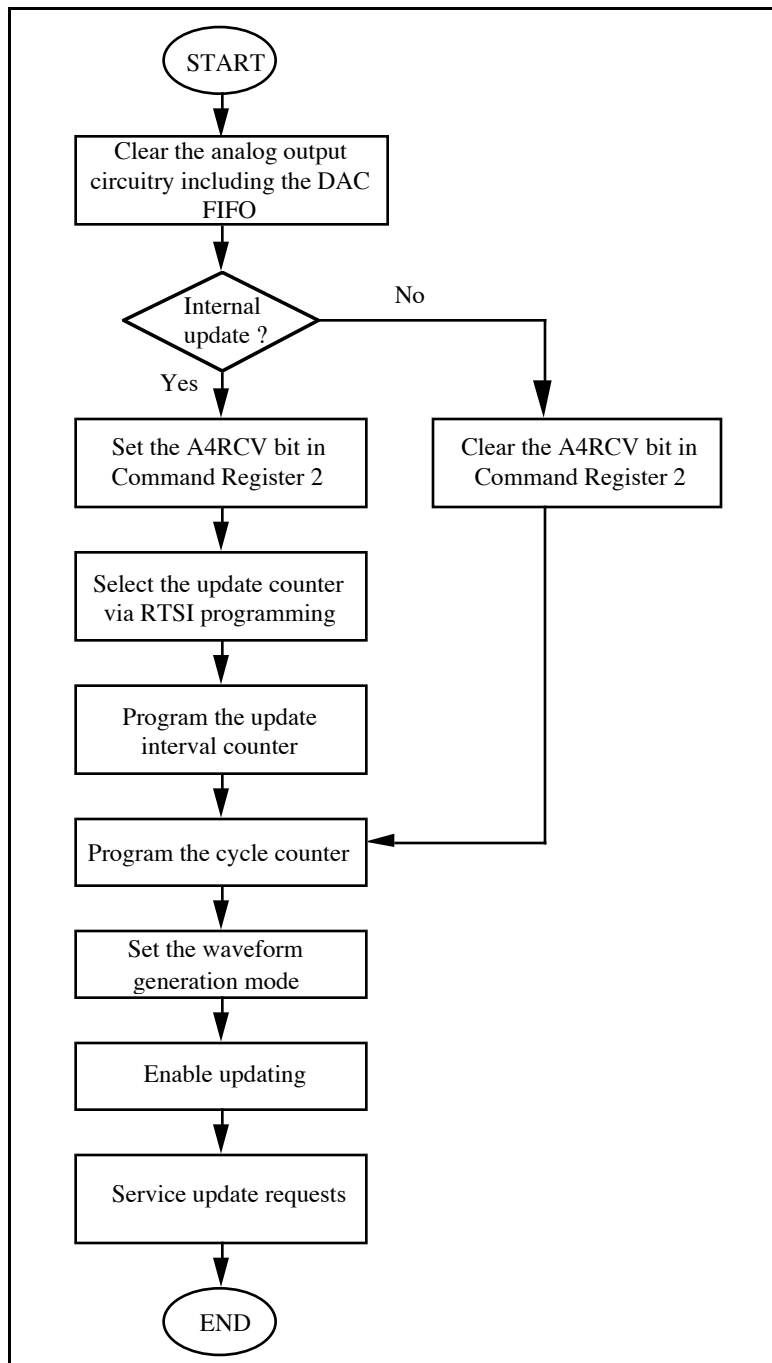 START
Clear the analog output
circuitry including the DAC
FIFO
Internal
update ?
No
Yes
Set the A4RCV bit in
Command Register 2
Clear the A4RCV bit in
Command Register 2
Select the update counter
via RTSI programming
Program the update
interval counter
Program the cycle counter
Set the waveform
generation mode
Enable updating
Service update requests
END